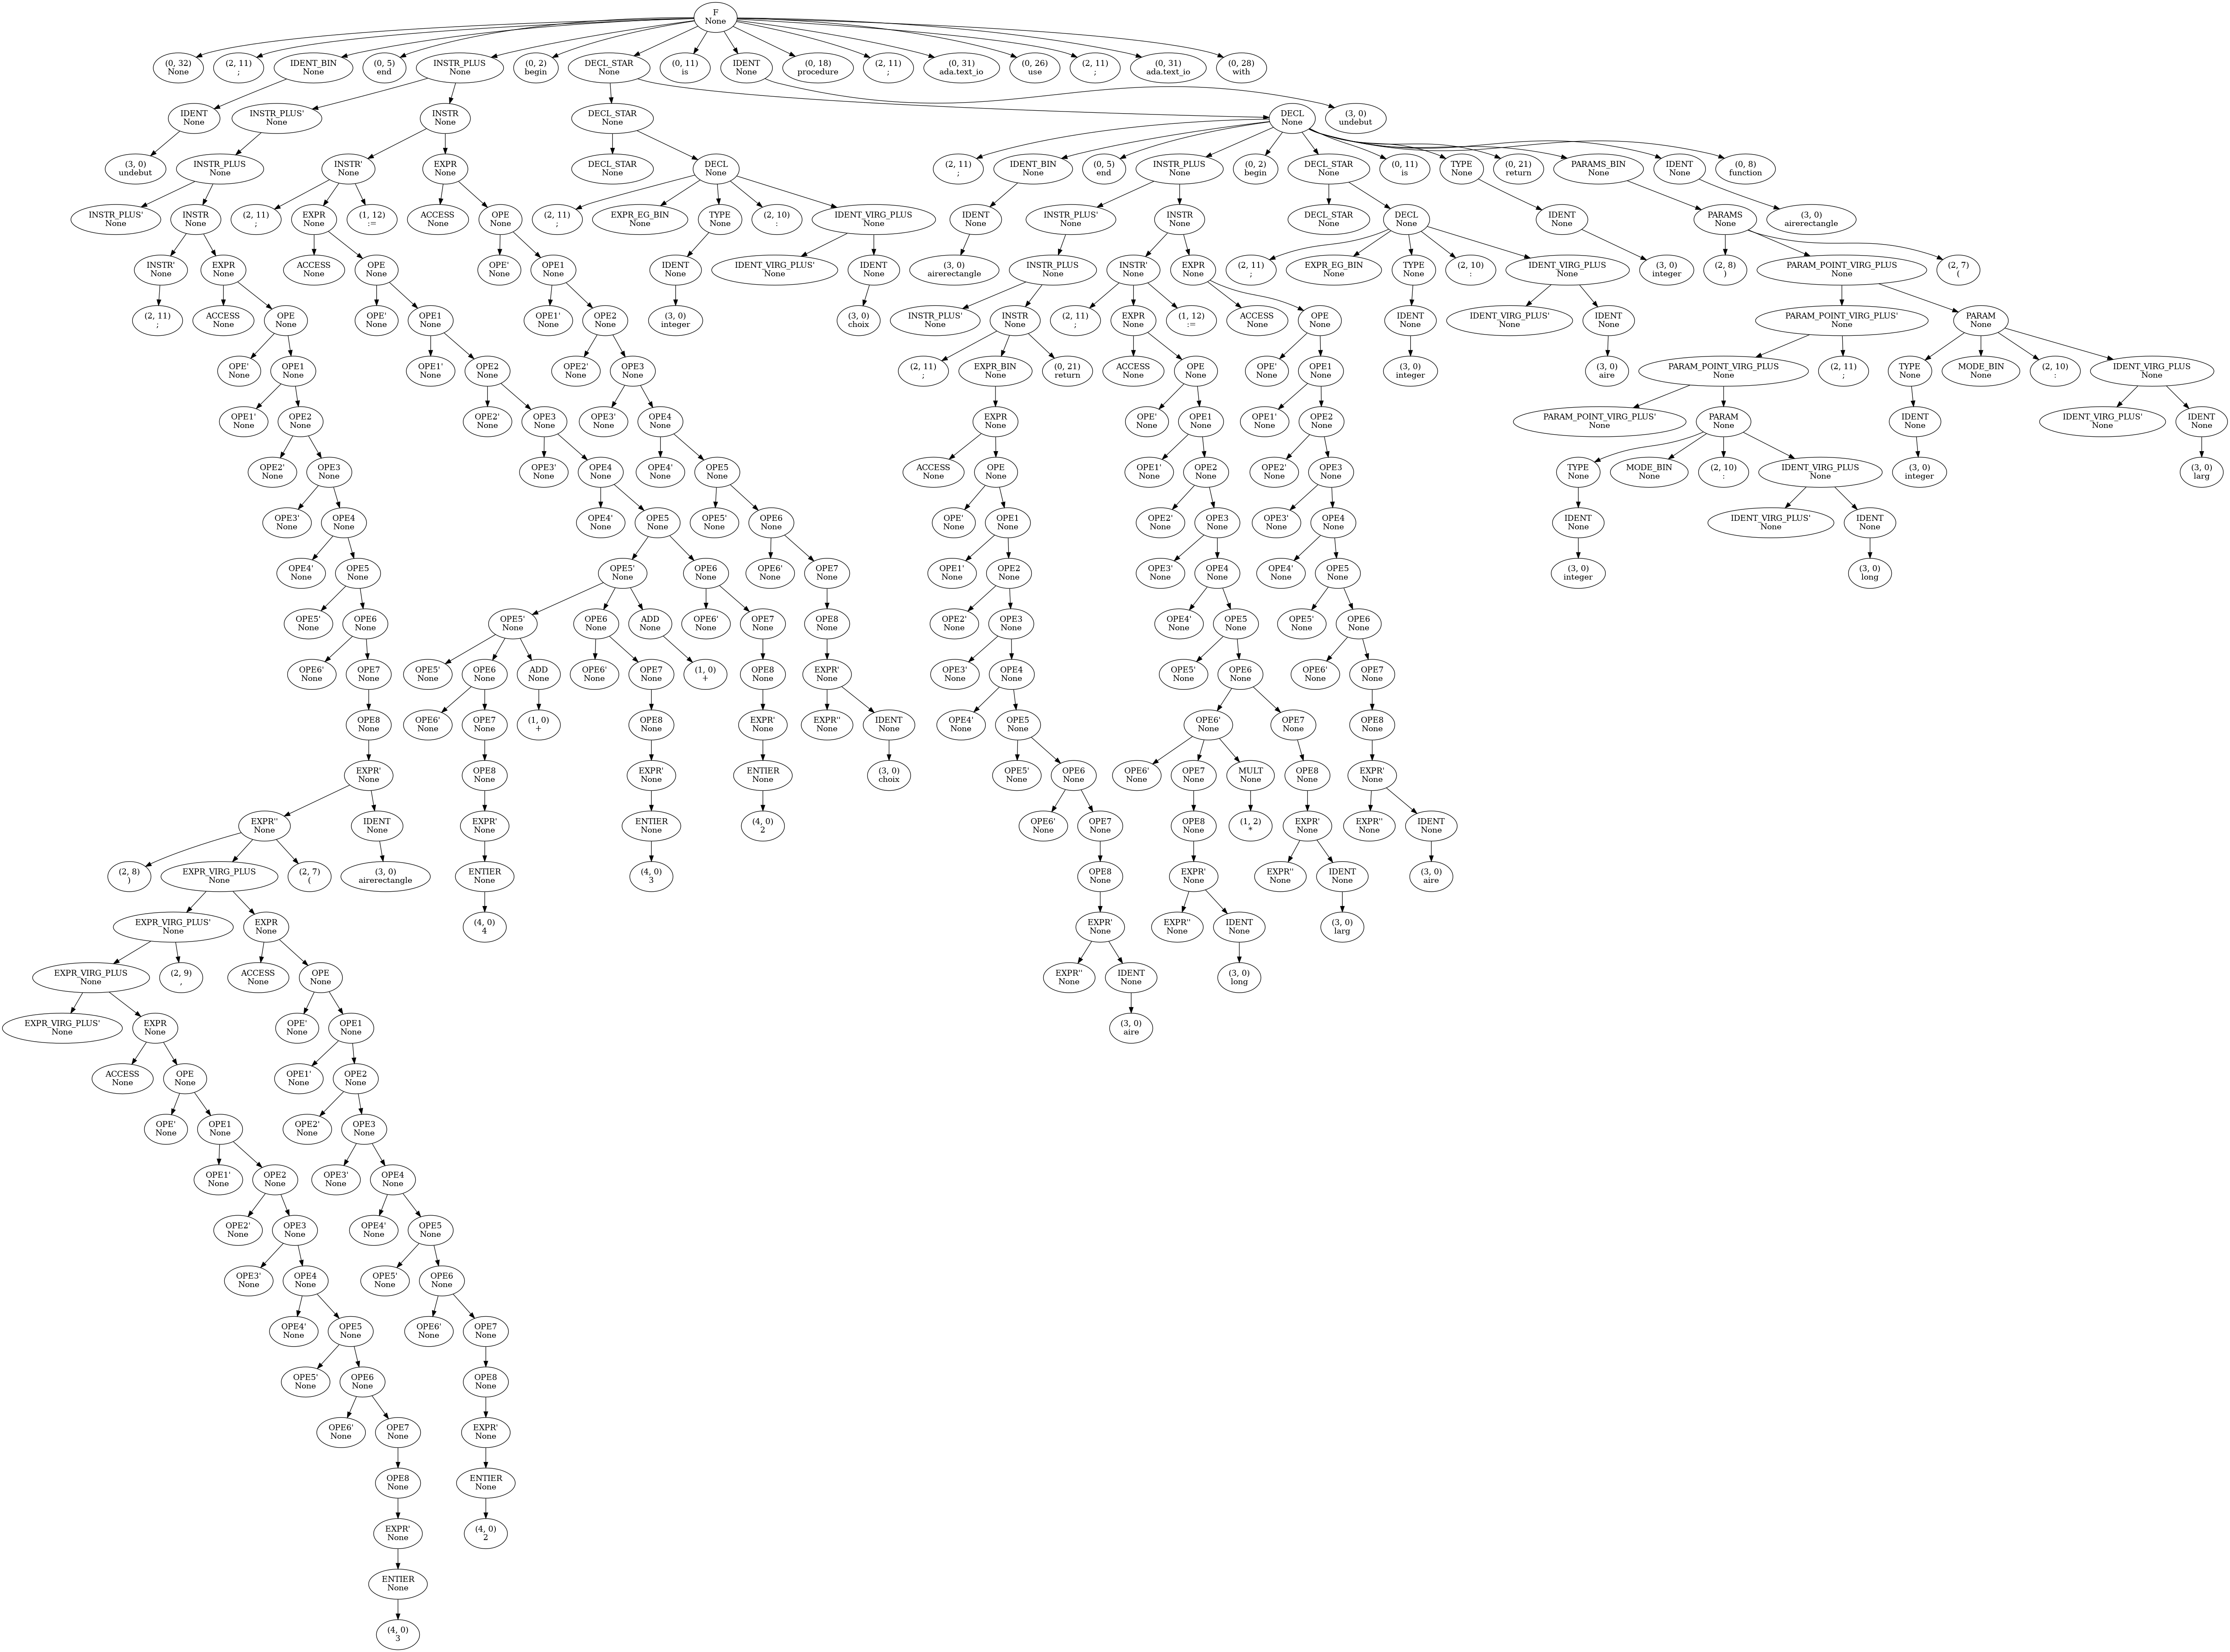 F
None
(0, 32)
None
(2, 11)
;
IDENT_BIN
None
(0, 5)
end
INSTR_PLUS
None
(0, 2)
begin
DECL_STAR
None
(0, 11)
is
IDENT
None
(0, 18)
procedure
(2, 11)
;
(0, 31)
ada.text_io
(0, 26)
use
(2, 11)
;
(0, 31)
ada.text_io
(0, 28)
with
IDENT
None
INSTR_PLUS'
None
INSTR
None
DECL_STAR
None
DECL
None
(3, 0)
undebut
(3, 0)
undebut
INSTR_PLUS
None
INSTR'
None
EXPR
None
DECL_STAR
None
DECL
None
(2, 11)
;
IDENT_BIN
None
(0, 5)
end
INSTR_PLUS
None
(0, 2)
begin
DECL_STAR
None
(0, 11)
is
TYPE
None
(0, 21)
return
PARAMS_BIN
None
IDENT
None
(0, 8)
function
INSTR_PLUS'
None
INSTR
None
(2, 11)
;
EXPR
None
(1, 12)
:=
ACCESS
None
OPE
None
(2, 11)
;
EXPR_EG_BIN
None
TYPE
None
(2, 10)
:
IDENT_VIRG_PLUS
None
IDENT
None
INSTR_PLUS'
None
INSTR
None
DECL_STAR
None
DECL
None
IDENT
None
PARAMS
None
(3, 0)
airerectangle
INSTR'
None
EXPR
None
ACCESS
None
OPE
None
OPE'
None
OPE1
None
IDENT
None
IDENT_VIRG_PLUS'
None
IDENT
None
(3, 0)
airerectangle
INSTR_PLUS
None
INSTR'
None
EXPR
None
(2, 11)
;
EXPR_EG_BIN
None
TYPE
None
(2, 10)
:
IDENT_VIRG_PLUS
None
(3, 0)
integer
(2, 8)
)
PARAM_POINT_VIRG_PLUS
None
(2, 7)
(
(2, 11)
;
ACCESS
None
OPE
None
OPE'
None
OPE1
None
OPE1'
None
OPE2
None
(3, 0)
integer
(3, 0)
choix
INSTR_PLUS'
None
INSTR
None
(2, 11)
;
EXPR
None
(1, 12)
:=
ACCESS
None
OPE
None
IDENT
None
IDENT_VIRG_PLUS'
None
IDENT
None
PARAM_POINT_VIRG_PLUS'
None
PARAM
None
OPE'
None
OPE1
None
OPE1'
None
OPE2
None
OPE2'
None
OPE3
None
(2, 11)
;
EXPR_BIN
None
(0, 21)
return
ACCESS
None
OPE
None
OPE'
None
OPE1
None
(3, 0)
integer
(3, 0)
aire
PARAM_POINT_VIRG_PLUS
None
(2, 11)
;
TYPE
None
MODE_BIN
None
(2, 10)
:
IDENT_VIRG_PLUS
None
OPE1'
None
OPE2
None
OPE2'
None
OPE3
None
OPE3'
None
OPE4
None
EXPR
None
OPE'
None
OPE1
None
OPE1'
None
OPE2
None
PARAM_POINT_VIRG_PLUS'
None
PARAM
None
IDENT
None
IDENT_VIRG_PLUS'
None
IDENT
None
OPE2'
None
OPE3
None
OPE3'
None
OPE4
None
OPE4'
None
OPE5
None
ACCESS
None
OPE
None
OPE1'
None
OPE2
None
OPE2'
None
OPE3
None
TYPE
None
MODE_BIN
None
(2, 10)
:
IDENT_VIRG_PLUS
None
(3, 0)
integer
(3, 0)
larg
OPE3'
None
OPE4
None
OPE4'
None
OPE5
None
OPE5'
None
OPE6
None
OPE'
None
OPE1
None
OPE2'
None
OPE3
None
OPE3'
None
OPE4
None
IDENT
None
IDENT_VIRG_PLUS'
None
IDENT
None
OPE4'
None
OPE5
None
OPE5'
None
OPE6
None
OPE6'
None
OPE7
None
OPE1'
None
OPE2
None
OPE3'
None
OPE4
None
OPE4'
None
OPE5
None
(3, 0)
integer
(3, 0)
long
OPE5'
None
OPE6
None
OPE5'
None
OPE6
None
ADD
None
OPE6'
None
OPE7
None
OPE8
None
OPE2'
None
OPE3
None
OPE4'
None
OPE5
None
OPE5'
None
OPE6
None
OPE6'
None
OPE7
None
OPE5'
None
OPE6
None
ADD
None
OPE6'
None
OPE7
None
(1, 0)
+
OPE8
None
EXPR'
None
OPE3'
None
OPE4
None
OPE5'
None
OPE6
None
OPE6'
None
OPE7
None
OPE8
None
OPE6'
None
OPE7
None
(1, 0)
+
OPE8
None
EXPR'
None
EXPR''
None
IDENT
None
OPE4'
None
OPE5
None
OPE6'
None
OPE7
None
OPE8
None
EXPR'
None
OPE8
None
EXPR'
None
ENTIER
None
(3, 0)
choix
OPE5'
None
OPE6
None
OPE6'
None
OPE7
None
MULT
None
OPE8
None
EXPR'
None
EXPR''
None
IDENT
None
EXPR'
None
ENTIER
None
(4, 0)
2
OPE6'
None
OPE7
None
OPE8
None
(1, 2)
*
EXPR'
None
EXPR''
None
IDENT
None
(2, 8)
)
EXPR_VIRG_PLUS
None
(2, 7)
(
(3, 0)
airerectangle
ENTIER
None
(4, 0)
3
OPE8
None
EXPR'
None
EXPR''
None
IDENT
None
(3, 0)
aire
EXPR_VIRG_PLUS'
None
EXPR
None
(4, 0)
4
EXPR'
None
EXPR''
None
IDENT
None
(3, 0)
larg
EXPR_VIRG_PLUS
None
(2, 9)
,
ACCESS
None
OPE
None
EXPR''
None
IDENT
None
(3, 0)
long
EXPR_VIRG_PLUS'
None
EXPR
None
OPE'
None
OPE1
None
(3, 0)
aire
ACCESS
None
OPE
None
OPE1'
None
OPE2
None
OPE'
None
OPE1
None
OPE2'
None
OPE3
None
OPE1'
None
OPE2
None
OPE3'
None
OPE4
None
OPE2'
None
OPE3
None
OPE4'
None
OPE5
None
OPE3'
None
OPE4
None
OPE5'
None
OPE6
None
OPE4'
None
OPE5
None
OPE6'
None
OPE7
None
OPE5'
None
OPE6
None
OPE8
None
OPE6'
None
OPE7
None
EXPR'
None
OPE8
None
ENTIER
None
EXPR'
None
(4, 0)
2
ENTIER
None
(4, 0)
3